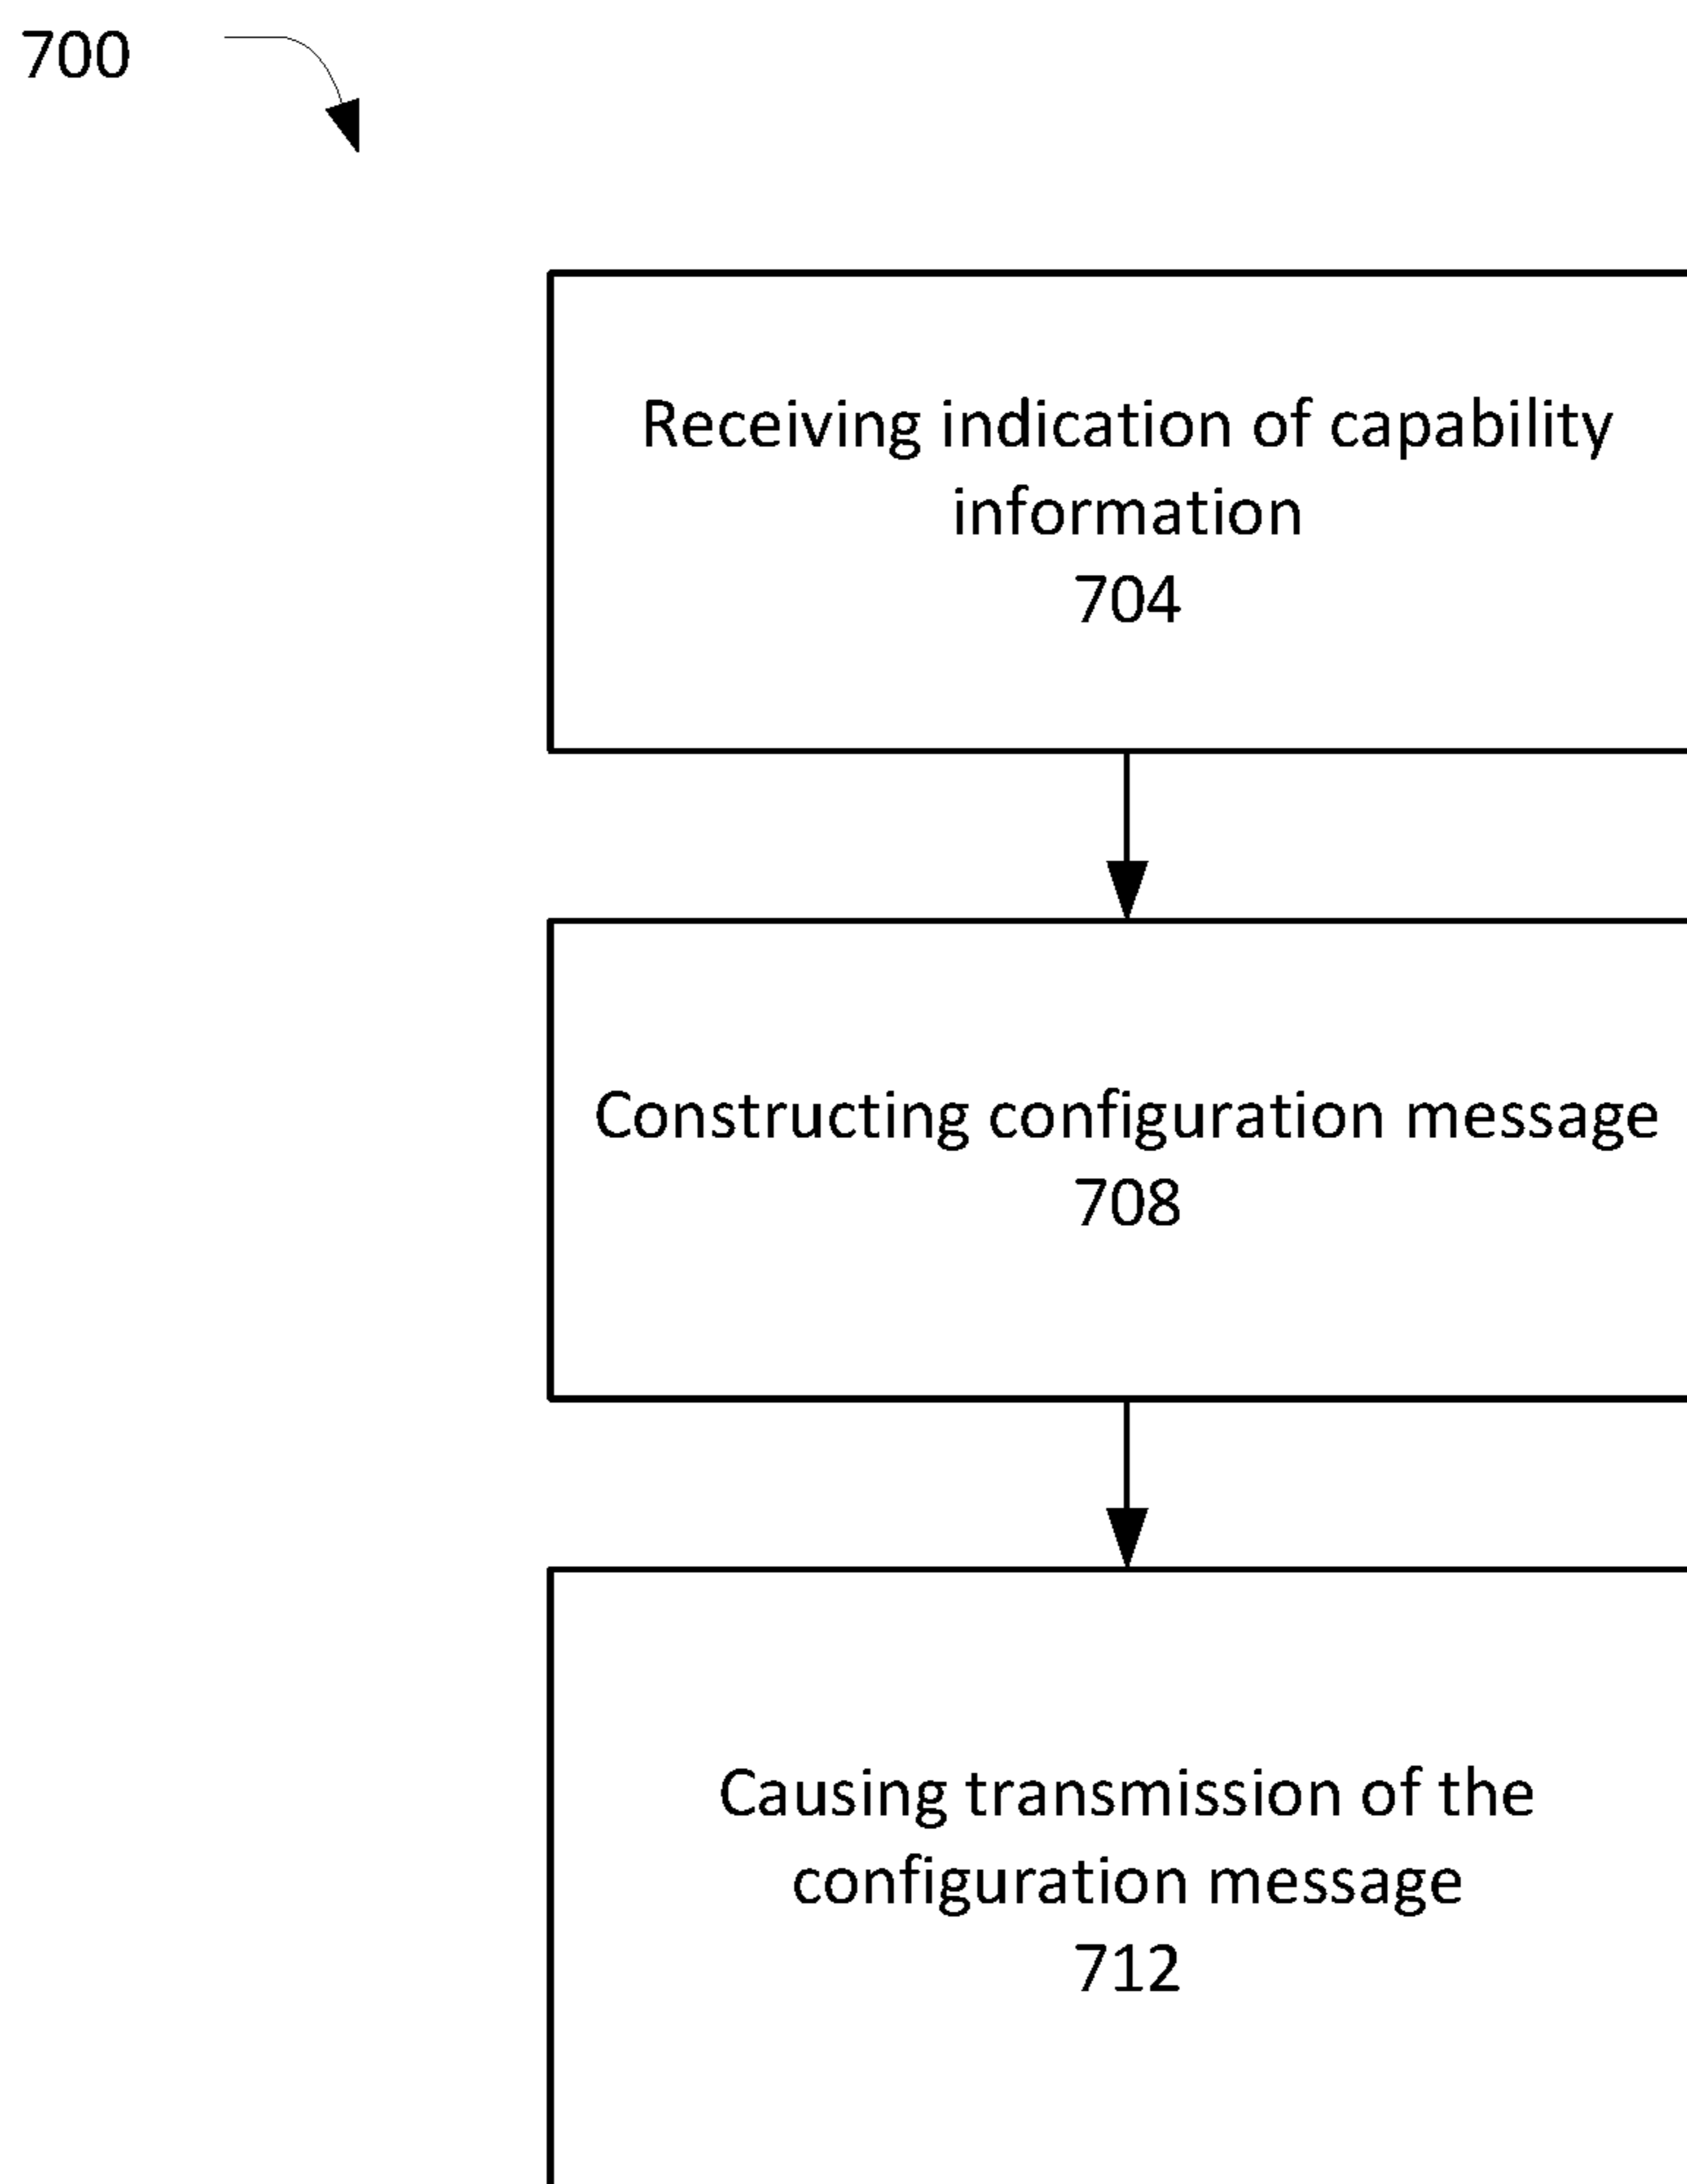 700
Receiving indication of capability
information
704
Constructing configuration message
708
Causing transmission of the
configuration message
712